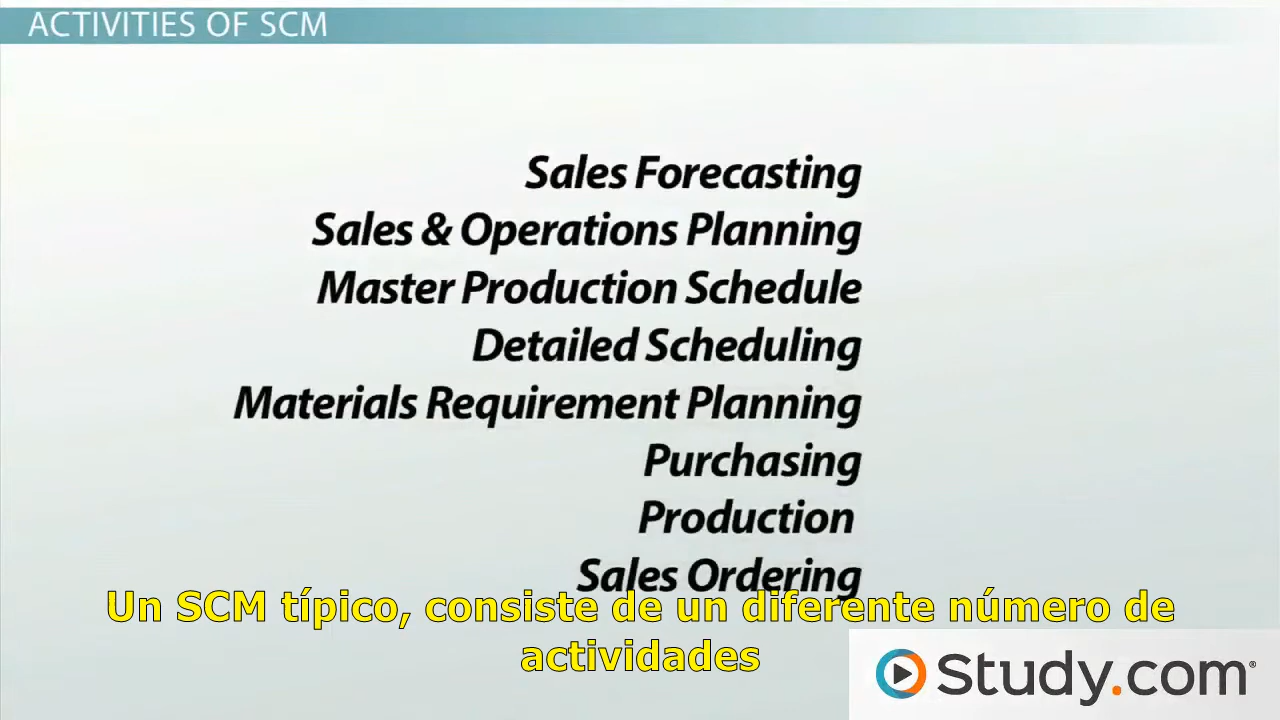 ACTIVITIES OF SCM
Sales Forecasting
Sales & Operations Planning
Master Production Schedule
Detailed Scheduling
Materials Requirement Planning
Purchasing
Production
Sales Ordering
Un SCM típico, consiste de un diferente número de
actividades
Study.com®